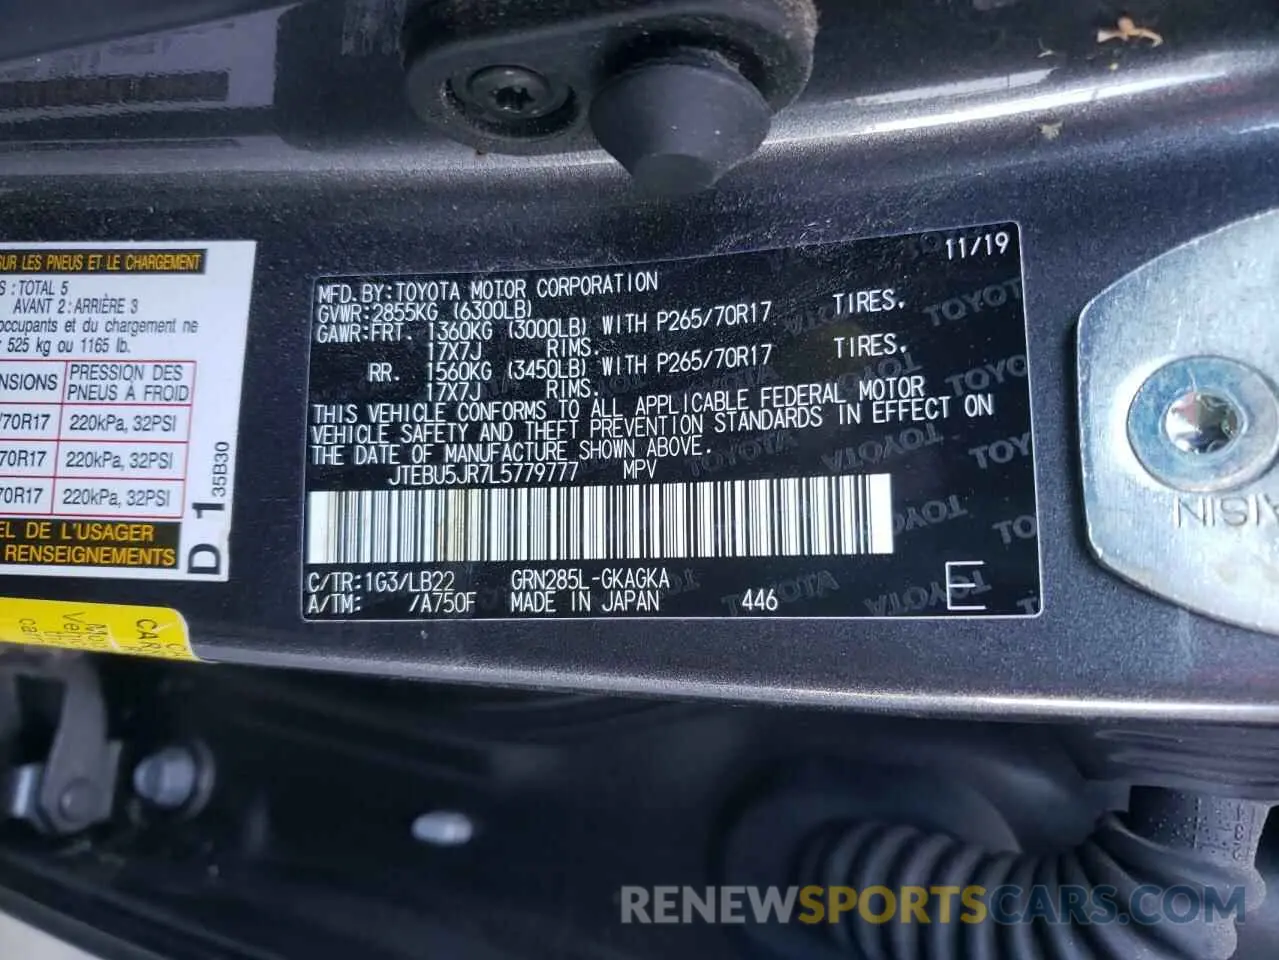 SUR LES PNEUS ET LE CHARGEMENT
S : TOTAL 5
AVANT 2 : ARRIÈRE 3
occupants et du chargement ne
525 kg ou 1165 lb.
NSIONS PRESSION DES
PNEUS À FROID
/70R17 220kPa, 32PSI
70R17 220kPa, 32PSI
70R17 220kPa, 32PSI
EL DE L'USAGER
RENSEIGNEMENTS
D 1
35B30
11/19
MFD. BY: TOYOTA MOTOR CORPORATION
GVWR: 2855KG (6300LB)
GAWR: FRT. 1360KG (3000LB) WITH P265/70R17 TIRES.
17X7J RIMS.
RR. 1560KG (3450LB) WITH P265/70R17 TIRES.
17X7J RIMS.
THIS VEHICLE CONFORMS TO ALL APPLICABLE FEDERAL MOTOR
VEHICLE SAFETY AND THEFT PREVENTION STANDARDS IN EFFECT ON
THE DATE OF MANUFACTURE SHOWN ABOVE.
JTEBU5JR7L5779777 MPV
C/TR: 1G3/LB22 GRN285L-GKAGKA
A/TM: /A750F MADE IN JAPAN 446
E
AISIN
RENEWSPORTSCARS.COM